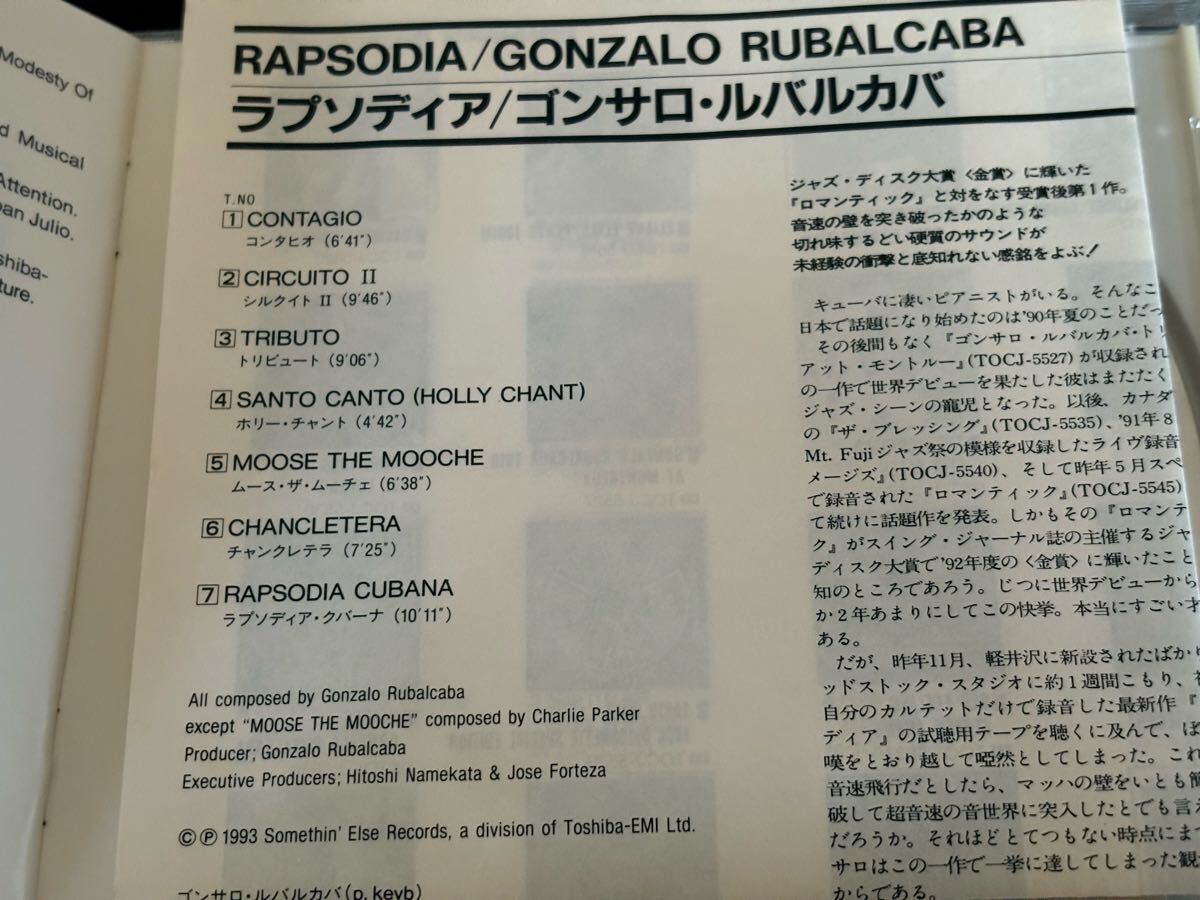 Modesty Of
d Musical
Attention.
ban Julio.
shiba-
ture.
RAPSODIA/GONZALO RUBALCABA
ラプソディア/ゴンサロ・ルバルカバ
T.NO
1 CONTAGIO
コンタヒオ (6'41")
2 CIRCUITO II
シルクイト II (9'46")
3 TRIBUTO
トリビュート (9'06")
4 SANTO CANTO (HOLLY CHANT)
ホリー・チャント (4'42")
5 MOOSE THE MOOCHE
ムース・ザ・ムーチェ (6'38")
6 CHANCLETERA
チャンクレテラ (7'25")
7 RAPSODIA CUBANA
ラプソディア・クバーナ (10'11")
All composed by Gonzalo Rubalcaba
except “MOOSE THE MOOCHE” composed by Charlie Parker
Producer; Gonzalo Rubalcaba
Executive Producers; Hitoshi Namekata & Jose Forteza
©℗ 1993 Somethin' Else Records, a division of Toshiba-EMI Ltd.
ゴンサロ・ルバルカバ(p, keyb)
ジャズ・ディスク大賞〈金賞〉に輝いた
『ロマンティック』と対をなす受賞後第1作。
音速の壁を突き破ったかのような
切れ味するどい硬質のサウンドが
未経験の衝撃と底知れない感銘をよぶ!
キューバに凄いピアニストがいる。そんなこ
日本で話題になり始めたのは'90年夏のことだっ
その後間もなく『ゴンサロ・ルバルカバ・トリ
アット・モントルー』(TOCJ-5527) が収録され
の一作で世界デビューを果たした彼はまたたく
ジャズ・シーンの寵児となった。以後、カナダ
の『ザ・ブレッシング』(TOCJ-5535)、'91年8
Mt. Fujiジャズ祭の模様を収録したライヴ録音
メージズ』(TOCJ-5540)、そして昨年5月スペ
で録音された『ロマンティック』(TOCJ-5545)
て続けに話題作を発表。しかもその『ロマンテ
ク』がスイング・ジャーナル誌の主催するジャ
ディスク大賞で'92年度の〈金賞〉に輝いたこと
知のところであろう。じつに世界デビューから
か2年あまりにしてこの快挙。本当にすごい才
ある。
だが、昨年11月、軽井沢に新設されたばかり
ッドストック・スタジオに約1週間こもり、初
自分のカルテットだけで録音した最新作『
ディア』の試聴用テープを聴くに及んで、ぼ
嘆をとおり越して啞然としてしまった。これ
音速飛行だとしたら、マッハの壁をいとも簡
破して超音速の音世界に突入したとでも言え
だろうか。それほどとてつもない時点にまで
サロはこの一作で一挙に達してしまった観
からである。